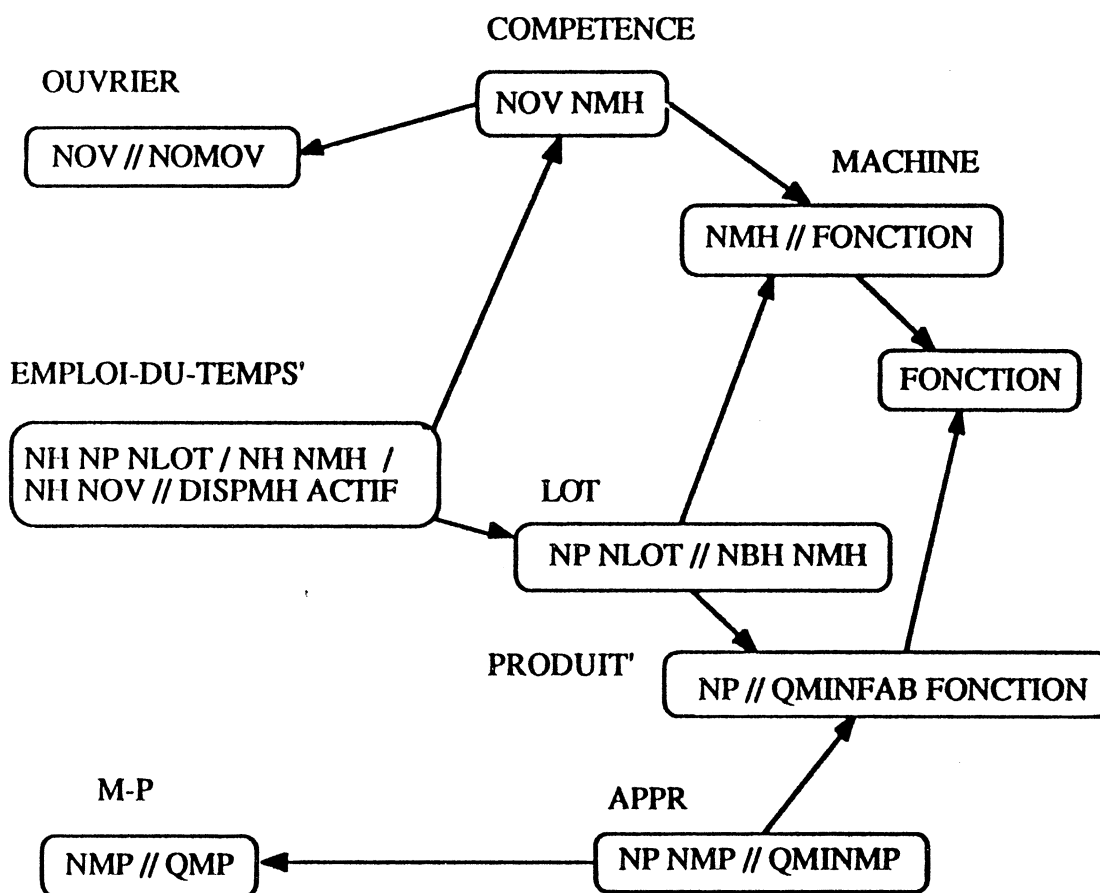 COMPETENCE
OUVRIER
NOV NMH
NOV // NOMOV
MACHINE
NMH // FONCTION
EMPLOI-DU-TEMPS'
FONCTION
NH NP NLOT / NH NMH /
NH NOV // DISPMH ACTIF
LOT
NP NLOT // NBH NMH
PRODUIT'
NP // QMINFAB FONCTION
M-P
APPR
NMP // QMP
NP NMP // QMINMP